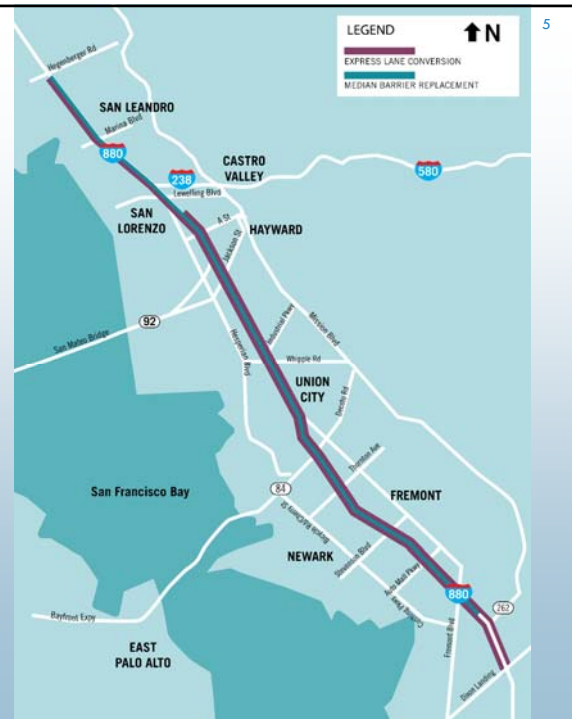 5
LEGEND
N
EXPRESS LANE CONVERSION
MEDIAN BARRIER REPLACEMENT
Hegenberger Rd
SAN LEANDRO
Marina Blvd
880
CASTRO
VALLEY
580
238
Lewelling Blvd
SAN
LORENZO
A St
HAYWARD
Jackson St
92
San Mateo Bridge
Hesperian Blvd
Industrial Pkwy
Mission Blvd
Whipple Rd
UNION
CITY
Decoto Rd
Thornton Ave
San Francisco Bay
84
FREMONT
NEWARK
Stevenson Blvd
Auto Mall Pkwy
880
262
Bayfront Expy
Fremont Blvd
EAST
PALO ALTO
Dixon Landing